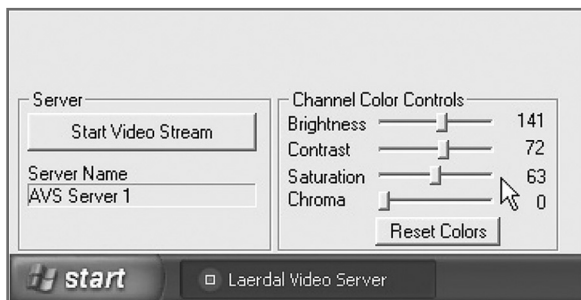 Server
Start Video Stream
Server Name
AVS Server 1
Channel Color Controls
Brightness 141
Contrast 72
Saturation 63
Chroma 0
Reset Colors
start
Laerdal Video Server